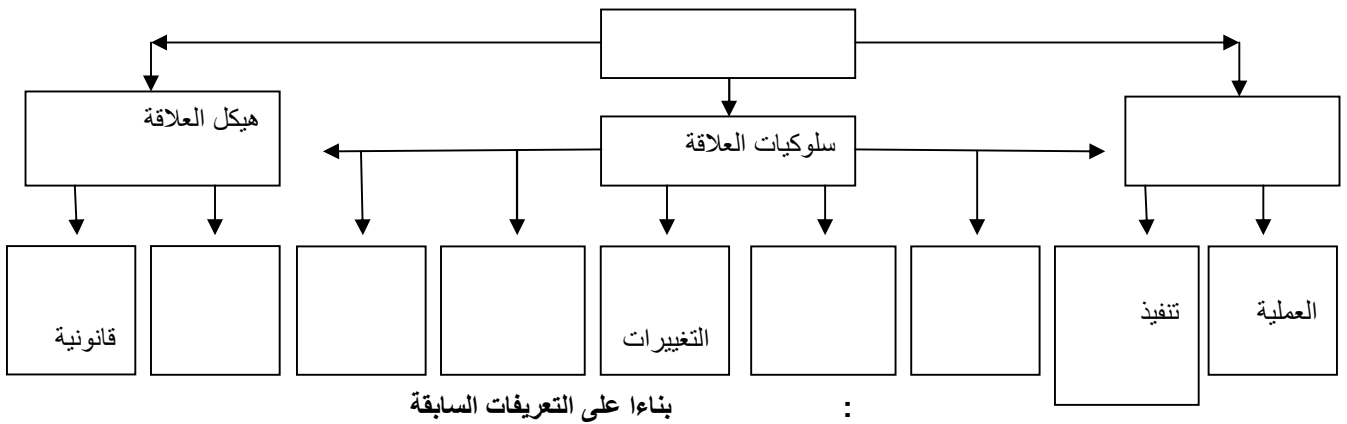 هيكل العلاقة
سلوكيات العلاقة
العملية
تنفيذ
التغييرات
قانونية
بناءا على التعريفات السابقة :